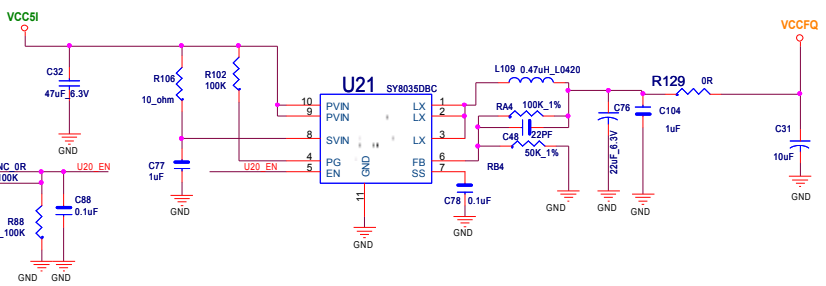 VCC5I
VCCFQ
C32
47uF_6.3V
GND
R106
10_ohm
R102
100K
U21
SY8035DBC
10
PVIN
9
PVIN
8
SVIN
4
PG
5
EN
GND
11
GND
LX
1
LX
2
LX
3
FB
6
SS
7
L109
0.47uH_L0420
RA4
100K_1%
C48
22PF
50K_1%
RB4
GND
C76
22uF_6.3V
GND
C104
1uF
GND
R129
0R
C31
10uF
GND
C77
1uF
GND
U20_EN
C78
0.1uF
GND
NC_0R
100K
U20_EN
R88
_100K
GND
C88
0.1uF
GND